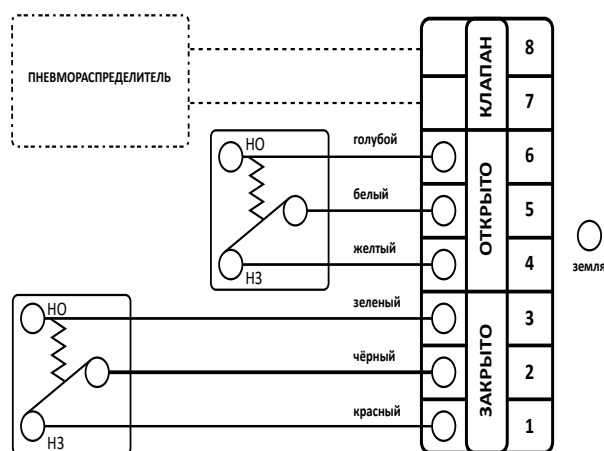 ПНЕВМОРАСПРЕДЕЛИТЕЛЬ
КЛАПАН
8
7
НО
голубой
6
белый
ОТКРЫТО
5
НЗ
желтый
4
земля
НО
зеленый
3
чёрный
ЗАКРЫТО
2
НЗ
красный
1